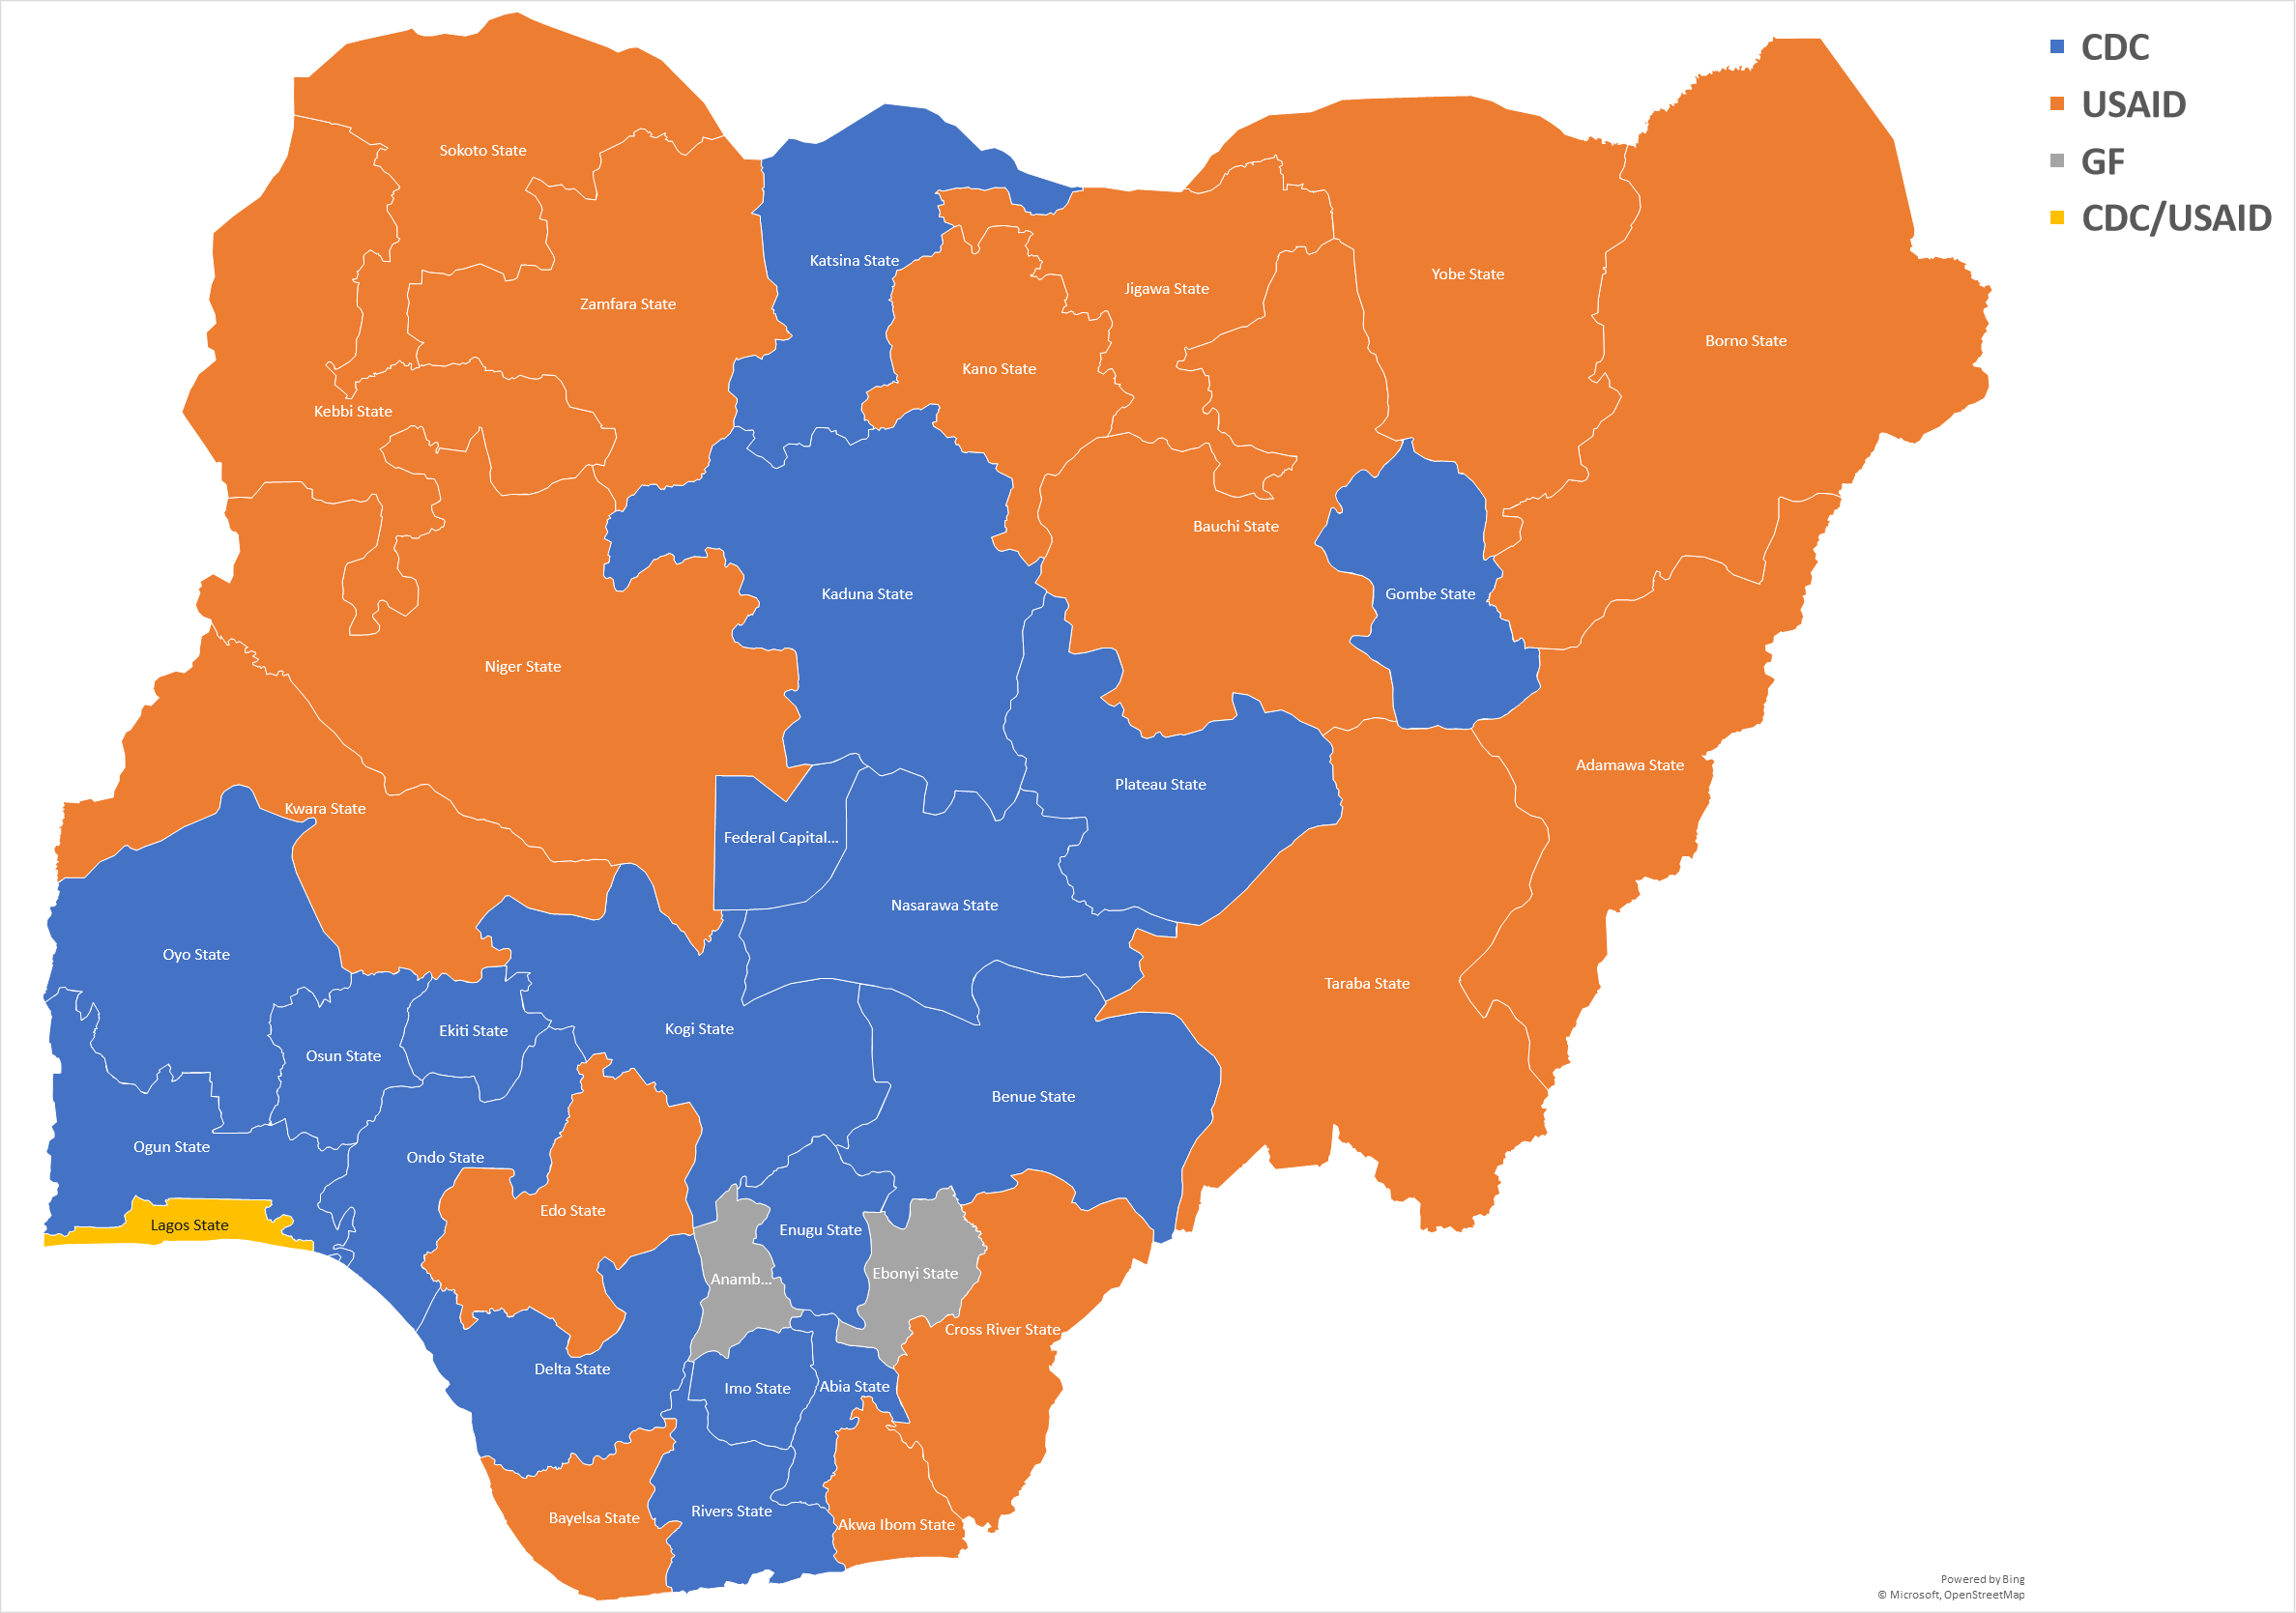 CDC
USAID
GF
CDC/USAID
Sokoto State
Katsina State
Yobe State
Jigawa State
Zamfara State
Borno State
Kano State
Kebbi State
Bauchi State
Kaduna State
Gombe State
Niger State
Adamawa State
Plateau State
Kwara State
Federal Capital...
Nasarawa State
Oyo State
Taraba State
Kogi State
Ekiti State
Osun State
Benue State
Ogun State
Ondo State
Edo State
Lagos State
Enugu State
Ebonyi State
Anamb...
Cross River State
Delta State
Abia State
Imo State
Rivers State
Bayelsa State
Akwa Ibom State
Powered by Bing
© Microsoft, OpenStreetMap